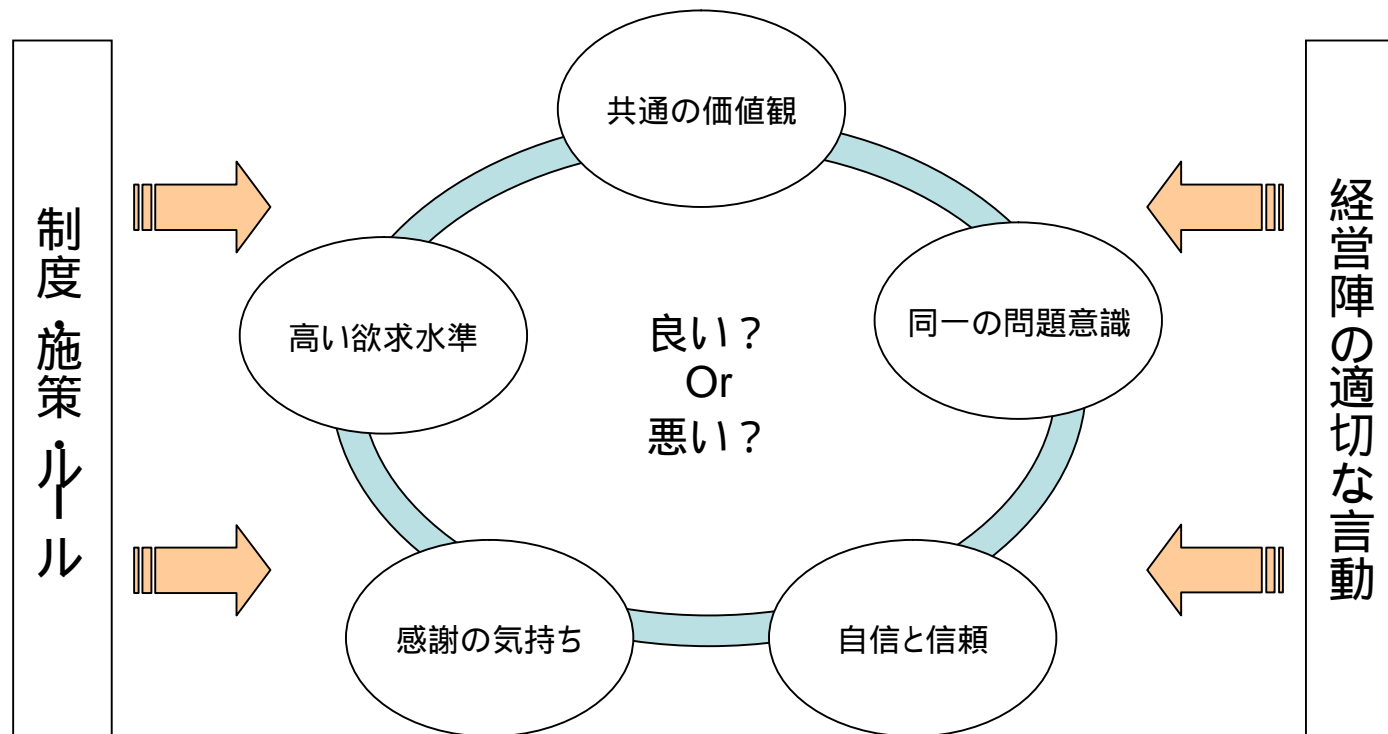 共通の価値観
制度・施策・ルール
経営陣の適切な言動
高い欲求水準
良い？
Or
悪い？
同一の問題意識
感謝の気持ち
自信と信頼